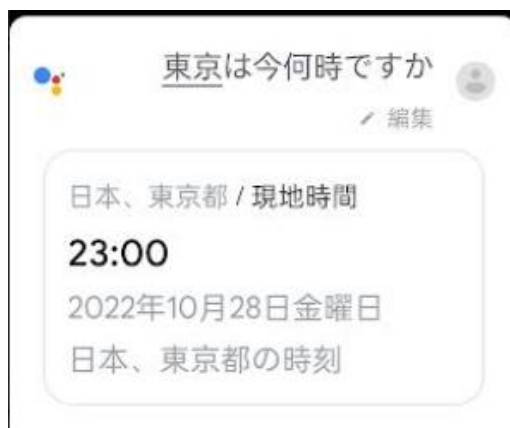 東京は今何時ですか
編集
日本、東京都 / 現地時間
23:00
2022年10月28日金曜日
日本、東京都の時刻